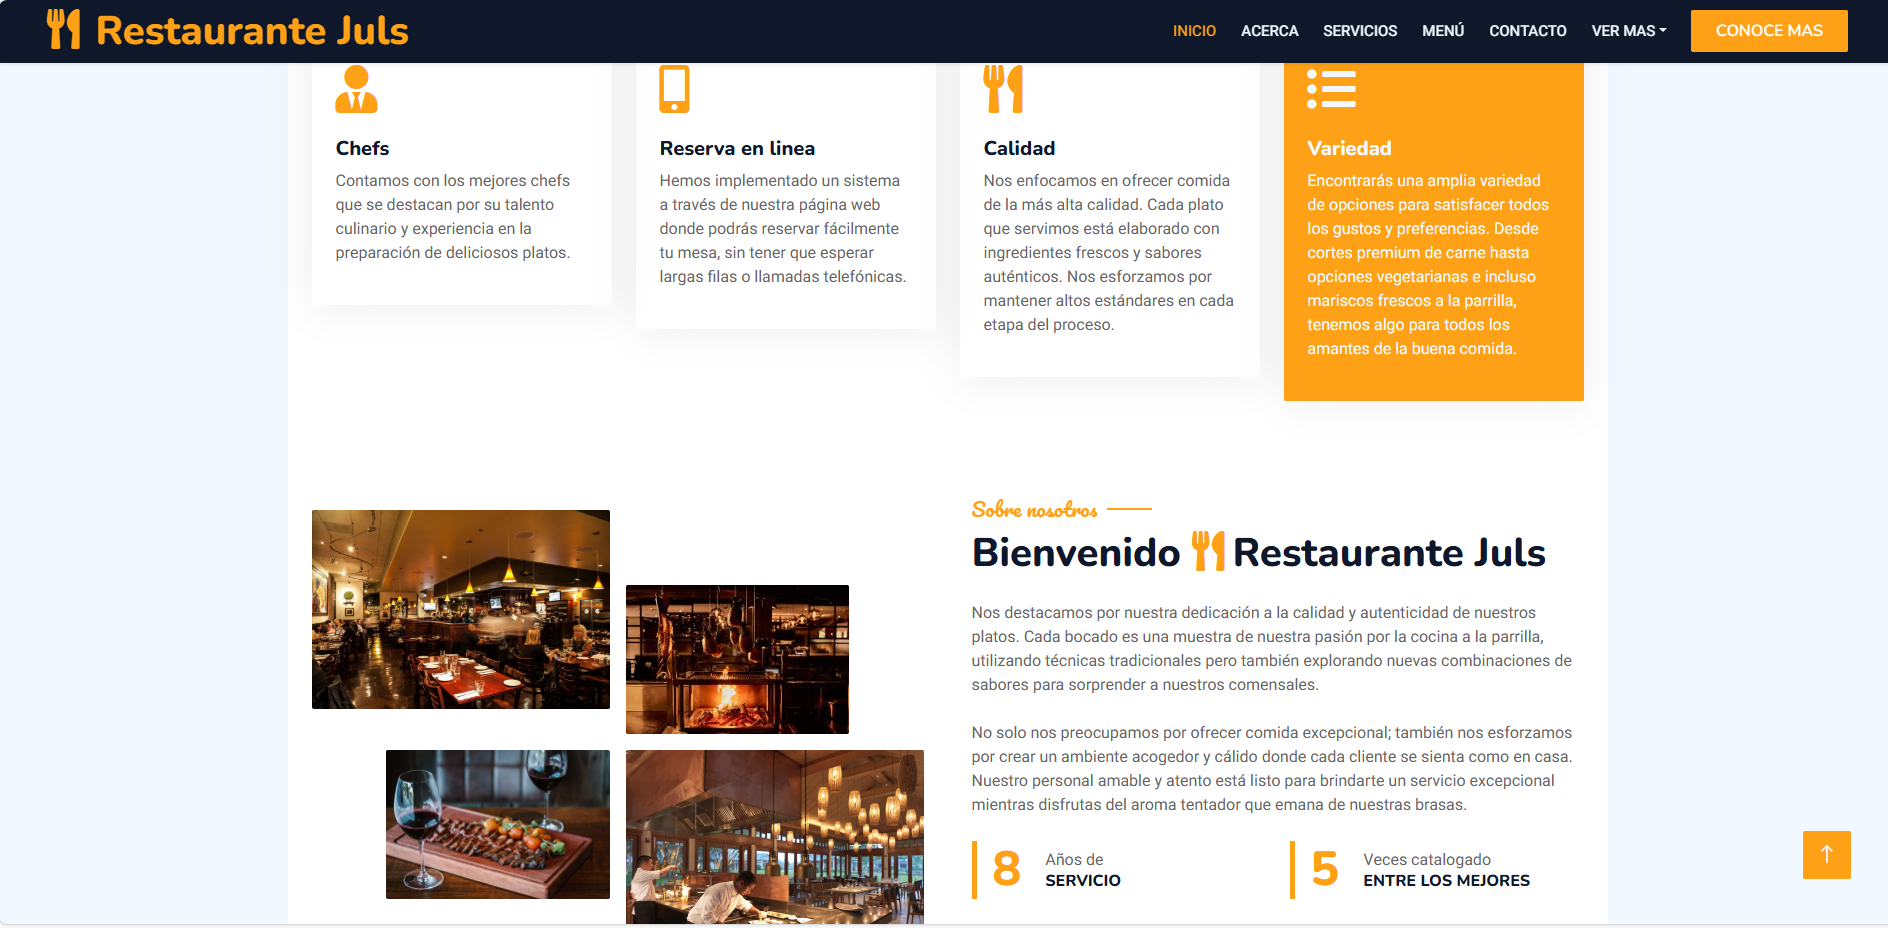 Restaurante Juls
INICIO
ACERCA
SERVICIOS
MENÚ
CONTACTO
VER MAS
CONOCE MAS
Chefs
Contamos con los mejores chefs
que se destacan por su talento
culinario y experiencia en la
preparación de deliciosos platos.
Reserva en linea
Hemos implementado un sistema
a través de nuestra página web
donde podrás reservar fácilmente
tu mesa, sin tener que esperar
largas filas o llamadas telefónicas.
Calidad
Nos enfocamos en ofrecer comida
de la más alta calidad. Cada plato
que servimos está elaborado con
ingredientes frescos y sabores
auténticos. Nos esforzamos por
mantener altos estándares en cada
etapa del proceso.
Variedad
Encontrarás una amplia variedad
de opciones para satisfacer todos
los gustos y preferencias. Desde
cortes premium de carne hasta
opciones vegetarianas e incluso
mariscos frescos a la parrilla,
tenemos algo para todos los
amantes de la buena comida.
Sobre nosotros
Bienvenido Restaurante Juls
Nos destacamos por nuestra dedicación a la calidad y autenticidad de nuestros
platos. Cada bocado es una muestra de nuestra pasión por la cocina a la parrilla,
utilizando técnicas tradicionales pero también explorando nuevas combinaciones de
sabores para sorprender a nuestros comensales.
No solo nos preocupamos por ofrecer comida excepcional; también nos esforzamos
por crear un ambiente acogedor y cálido donde cada cliente se sienta como en casa.
Nuestro personal amable y atento está listo para brindarte un servicio excepcional
mientras disfrutas del aroma tentador que emana de nuestras brasas.
8
Años de
SERVICIO
5
Veces catalogado
ENTRE LOS MEJORES